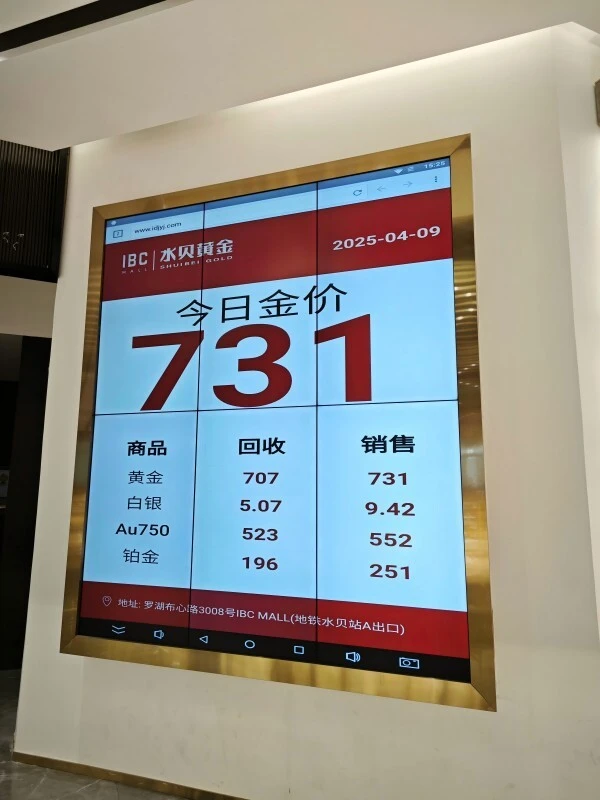 15:25
www.idjyj.com
IBC | 水贝黄金
MALL SHUIBEI GOLD
2025-04-09
今日金价
731
商品 回收 销售
黄金 707 731
白银 5.07 9.42
Au750 523 552
铂金 196 251
地址: 罗湖布心路3008号IBC MALL(地铁水贝站A出口)